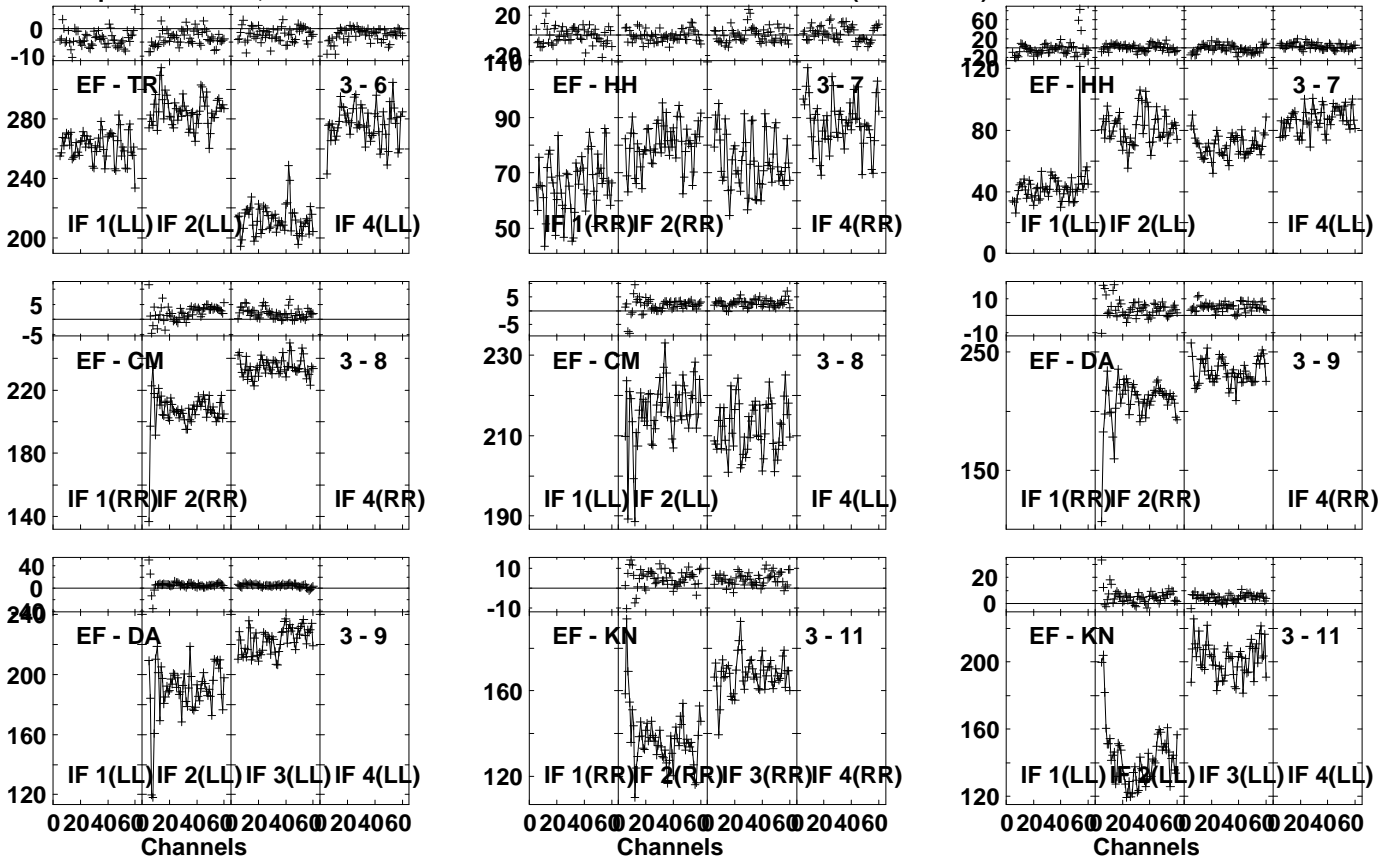 0
-10
EF - TR
3 - 6
280
240
200
IF 1(LL)
IF 2(LL)
IF 4(LL)
20
EF - HH
3 - 7
90
70
50
IF 1(RR)
IF 2(RR)
IF 4(RR)
60
20
EF - HH
3 - 7
120
80
40
0
IF 1(LL)
IF 2(LL)
IF 4(LL)
5
-5
EF - CM
3 - 8
220
180
140
IF 1(RR)
IF 2(RR)
IF 4(RR)
5
-5
EF - CM
3 - 8
230
210
190
IF 1(LL)
IF 2(LL)
IF 4(LL)
10
-10
EF - DA
3 - 9
250
150
IF 1(RR)
IF 2(RR)
IF 4(RR)
40
0
EF - DA
3 - 9
200
160
120
IF 1(LL)
IF 2(LL)
IF 3(LL)
IF 4(LL)
0 20 40 60
Channels
10
-10
EF - KN
3 - 11
160
120
IF 1(RR)
IF 2(RR)
IF 3(RR)
IF 4(RR)
0 20 40 60
Channels
20
0
EF - KN
3 - 11
200
160
120
IF 1(LL)
IF 2(LL)
IF 3(LL)
IF 4(LL)
0 20 40 60
Channels